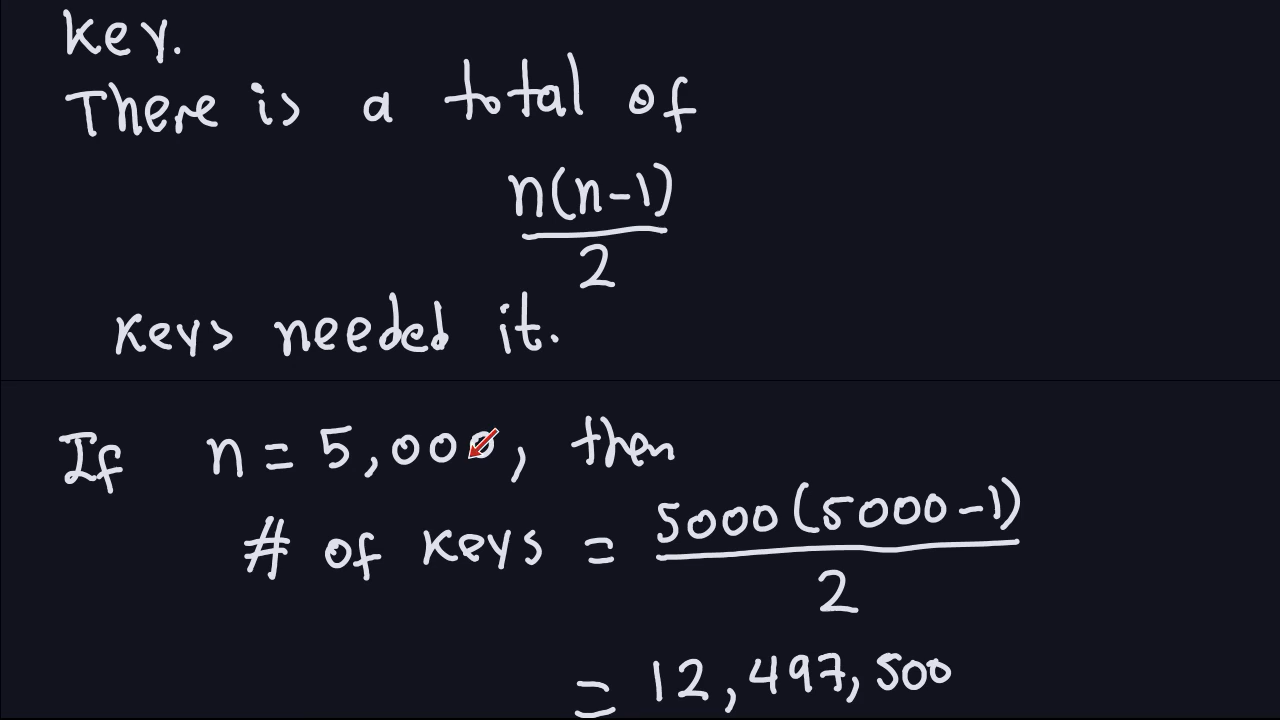 key.
There is a total of
n(n-1)
2
keys needed it.
If n = 5,000, then
# of keys = 5000(5000-1)
2
= 12,497,500